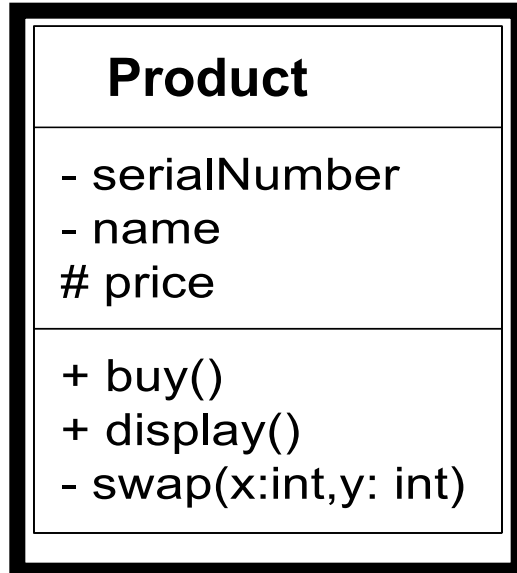 Product
- serialNumber
- name
# price
+ buy()
+ display()
- swap(x:int,y: int)